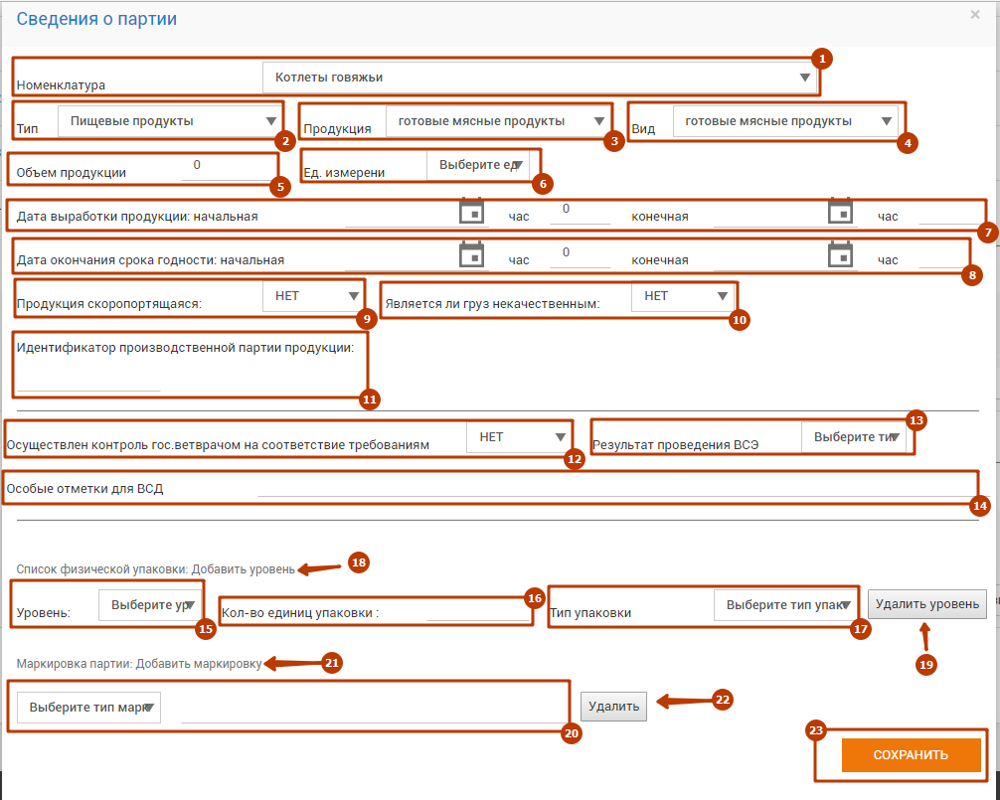 Сведения о партии ×
1
Номенклатура Котлеты говяжьи
Тип Пищевые продукты Продукция готовые мясные продукты Вид готовые мясные продукты
2 3 4
Объем продукции 0 Ед. измерени Выберите ед
5 6
Дата выработки продукции: начальная час 0 конечная час
7
Дата окончания срока годности: начальная час 0 конечная час
8
Продукция скоропортящаяся: НЕТ Является ли груз некачественным: НЕТ
9 10
Идентификатор производственной партии продукции:
11
13
Осуществлен контроль гос.ветврачом на соответствие требованиям НЕТ Результат проведения ВСЭ Выберите тип
12
Особые отметки для ВСД
14
Список физической упаковки: Добавить уровень 18
16
Уровень: Выберите ур Кол-во единиц упаковки : Тип упаковки Выберите тип упак Удалить уровень
15 17
19
Маркировка партии: Добавить маркировку 21
Выберите тип марк Удалить 22
20
23
СОХРАНИТЬ